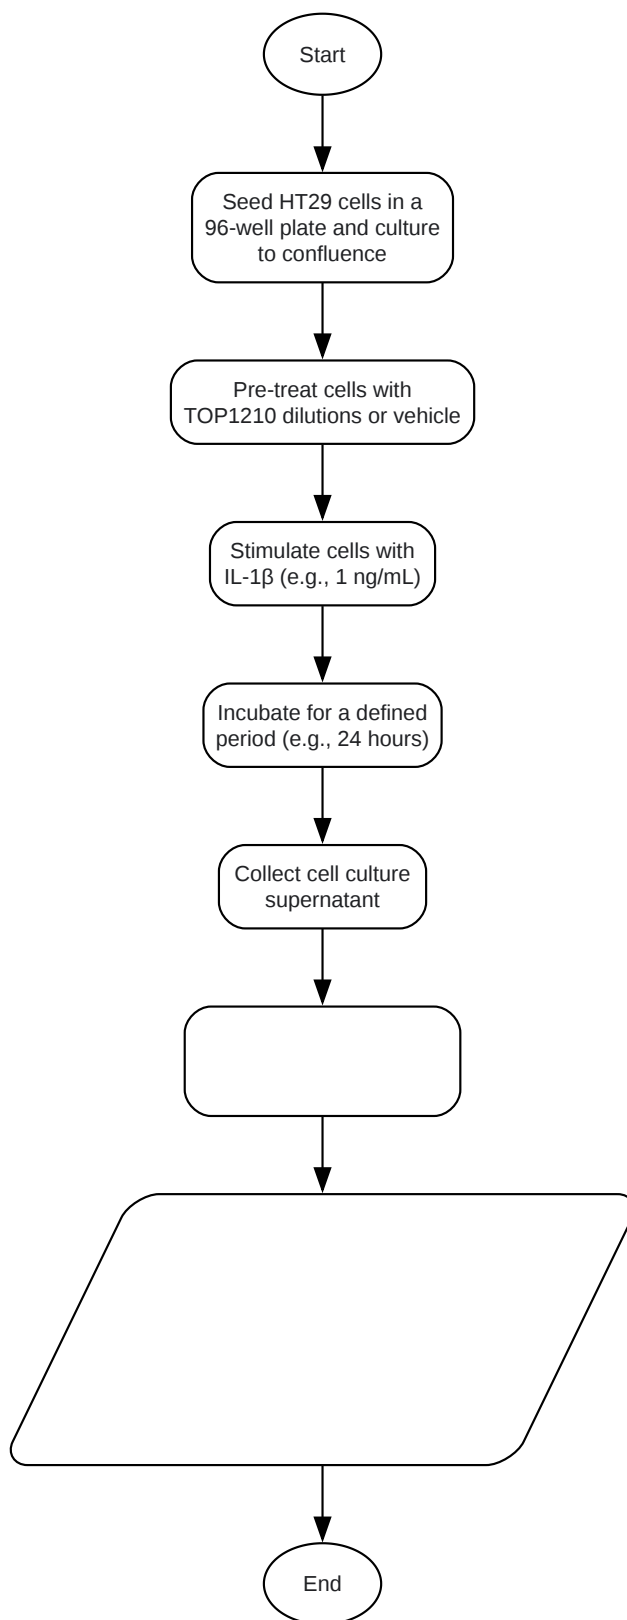 Start
Seed HT29 cells in a
96-well plate and culture
to confluence
Pre-treat cells with
TOP1210 dilutions or vehicle
Stimulate cells with
IL-1β (e.g., 1 ng/mL)
Incubate for a defined
period (e.g., 24 hours)
Collect cell culture
supernatant
End